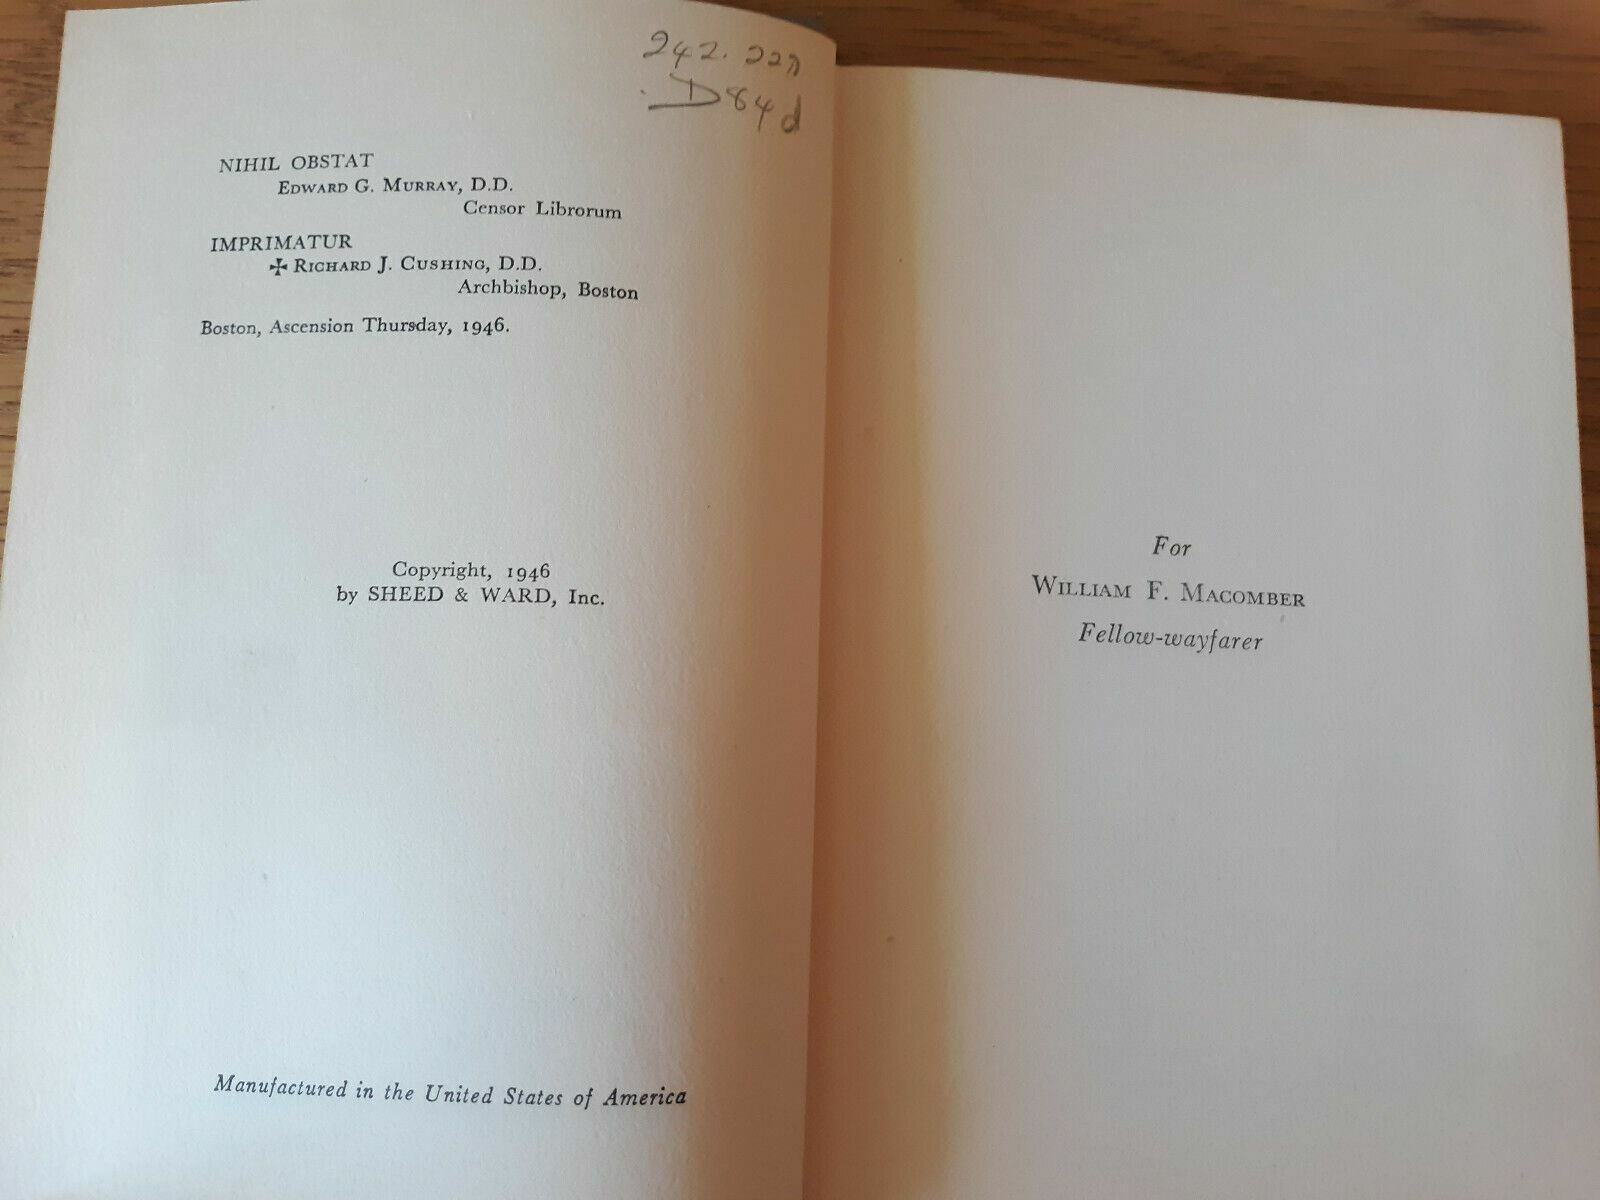 242.227
D84d
NIHIL OBSTAT
EDWARD G. MURRAY, D.D.
Censor Librorum
IMPRIMATUR
✠ RICHARD J. CUSHING, D.D.
Archbishop, Boston
Boston, Ascension Thursday, 1946.
Copyright, 1946
by SHEED & WARD, Inc.
Manufactured in the United States of America
For
WILLIAM F. MACOMBER
Fellow-wayfarer